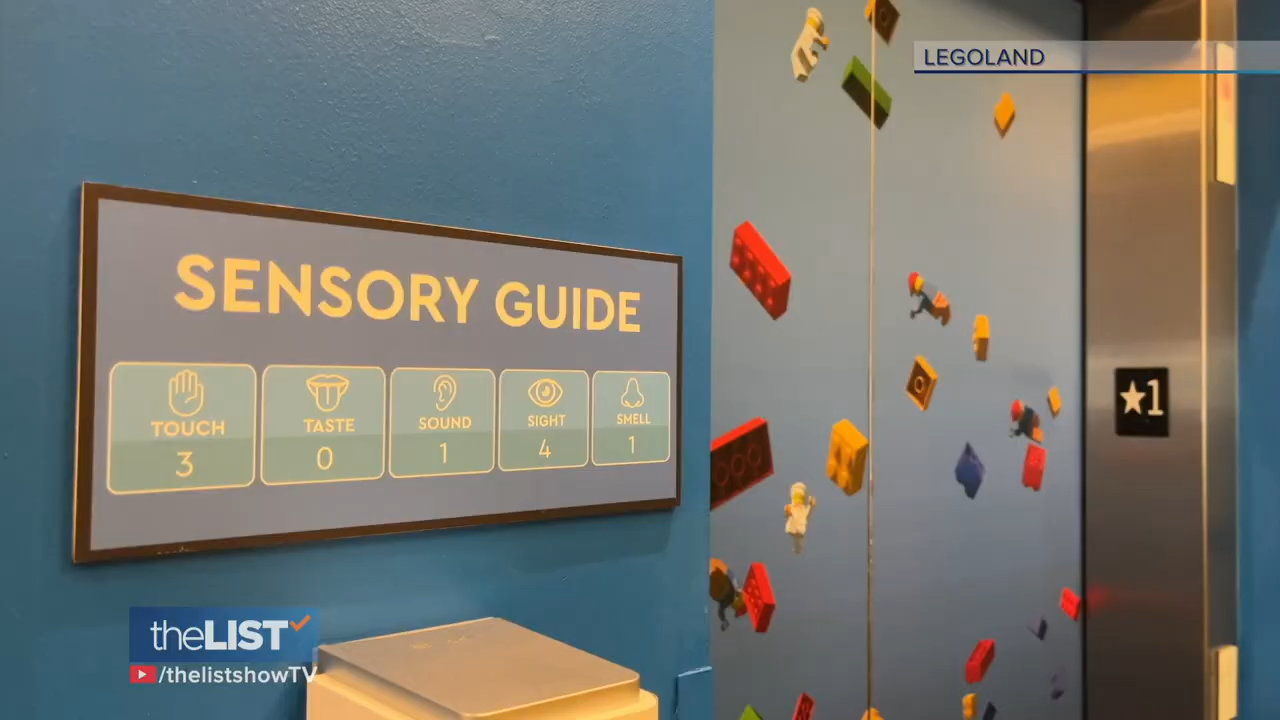 LEGOLAND
SENSORY GUIDE
TOUCH TASTE SOUND SIGHT SMELL
3 0 1 4 1
★1
theLIST
/thelistshowTV